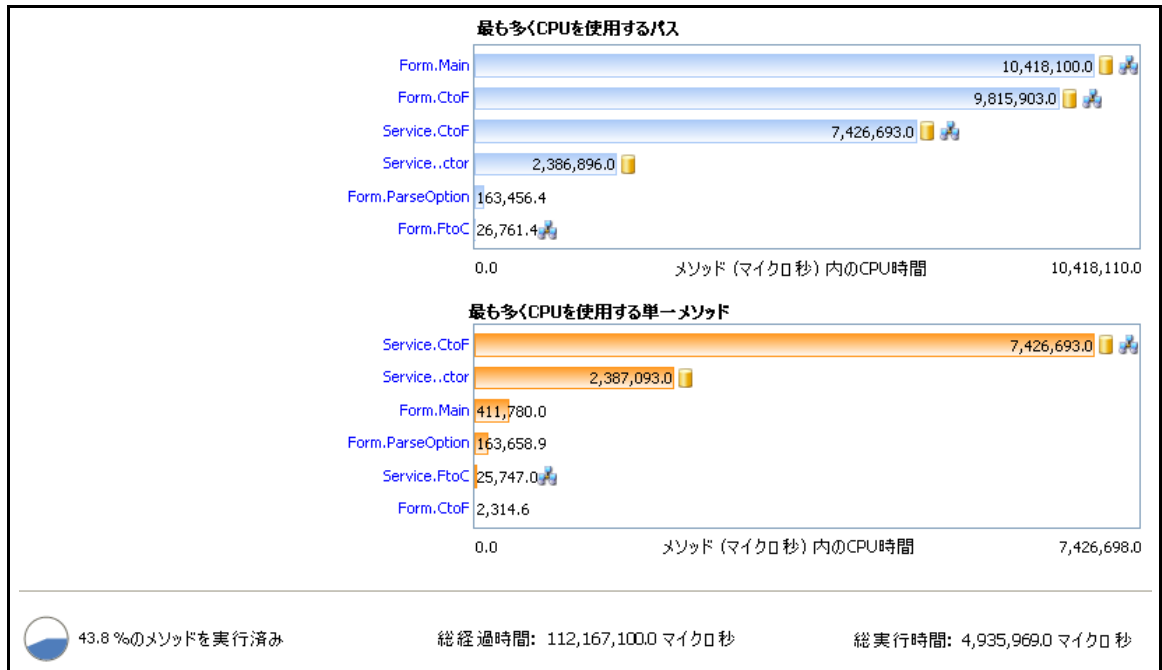 最も多くCPUを使用するパス
Form.Main 10,418,100.0
Form.CtoF 9,815,903.0
Service.CtoF 7,426,693.0
Service..ctor 2,386,896.0
Form.ParseOption 163,456.4
Form.FtoC 26,761.4
0.0 メソッド (マイクロ秒) 内のCPU時間 10,418,110.0
最も多くCPUを使用する単一メソッド
Service.CtoF 7,426,693.0
Service..ctor 2,387,093.0
Form.Main 411,780.0
Form.ParseOption 163,658.9
Service.FtoC 25,747.0
Form.CtoF 2,314.6
0.0 メソッド (マイクロ秒) 内のCPU時間 7,426,698.0
43.8 %のメソッドを実行済み 総経過時間: 112,167,100.0 マイクロ秒 総実行時間: 4,935,969.0 マイクロ秒